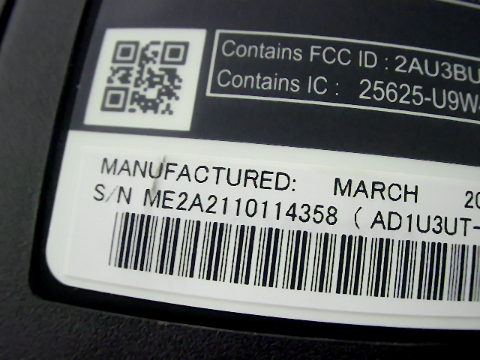 Contains FCC ID : 2AU3BU
Contains IC : 25625-U9W
MANUFACTURED: MARCH 20
S/N ME2A2110114358 ( AD1U3UT-